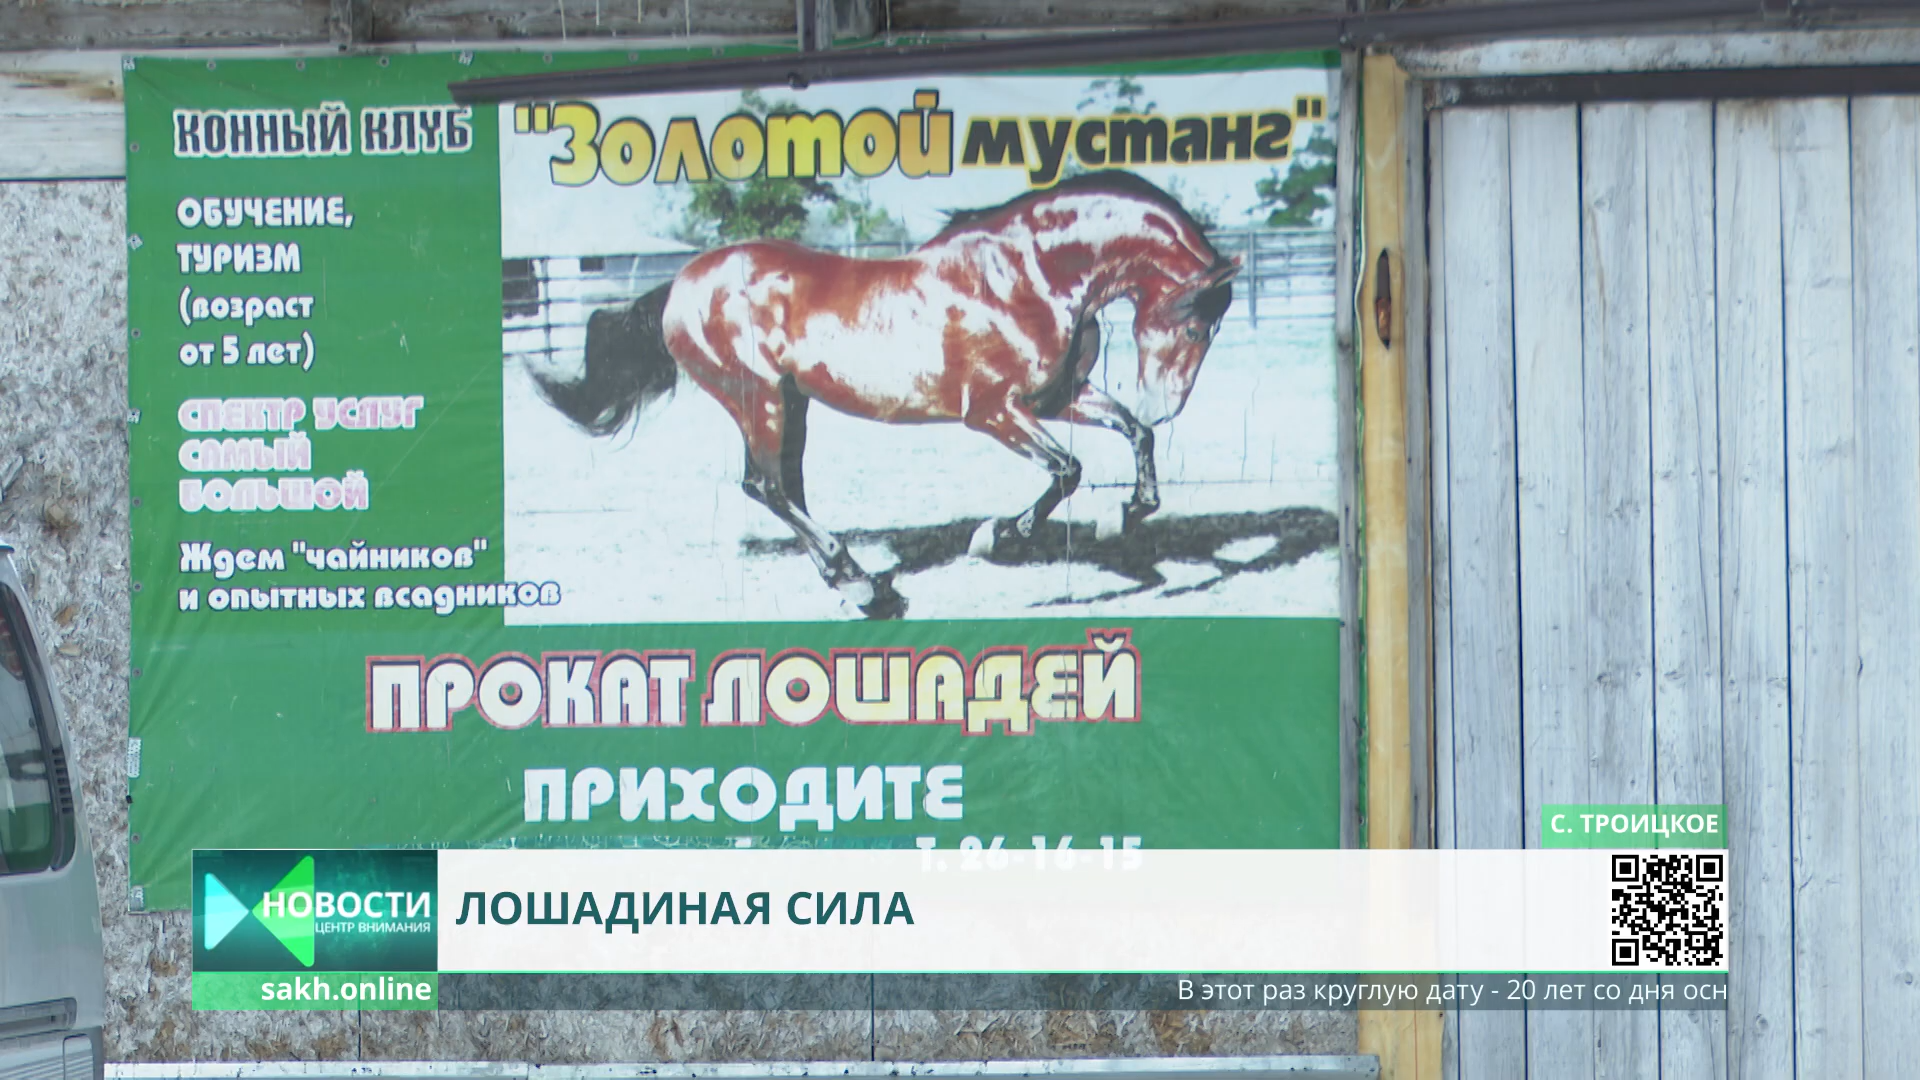 КОННЫЙ КЛУБ
"Золотой мустанг"
ОБУЧЕНИЕ,
ТУРИЗМ
(возраст
от 5 лет)
СПЕКТР УСЛУГ
САМЫЙ
БОЛЬШОЙ
Ждем "чайников"
и опытных всадников
ПРОКАТ ЛОШАДЕЙ
ПРИХОДИТЕ
т. 26-16-15
С. ТРОИЦКОЕ
НОВОСТИ
ЦЕНТР ВНИМАНИЯ
ЛОШАДИНАЯ СИЛА
sakh.online
В этот раз круглую дату - 20 лет со дня осн